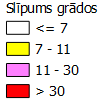 Slīpums grādos
<= 7
7 - 11
11 - 30
> 30